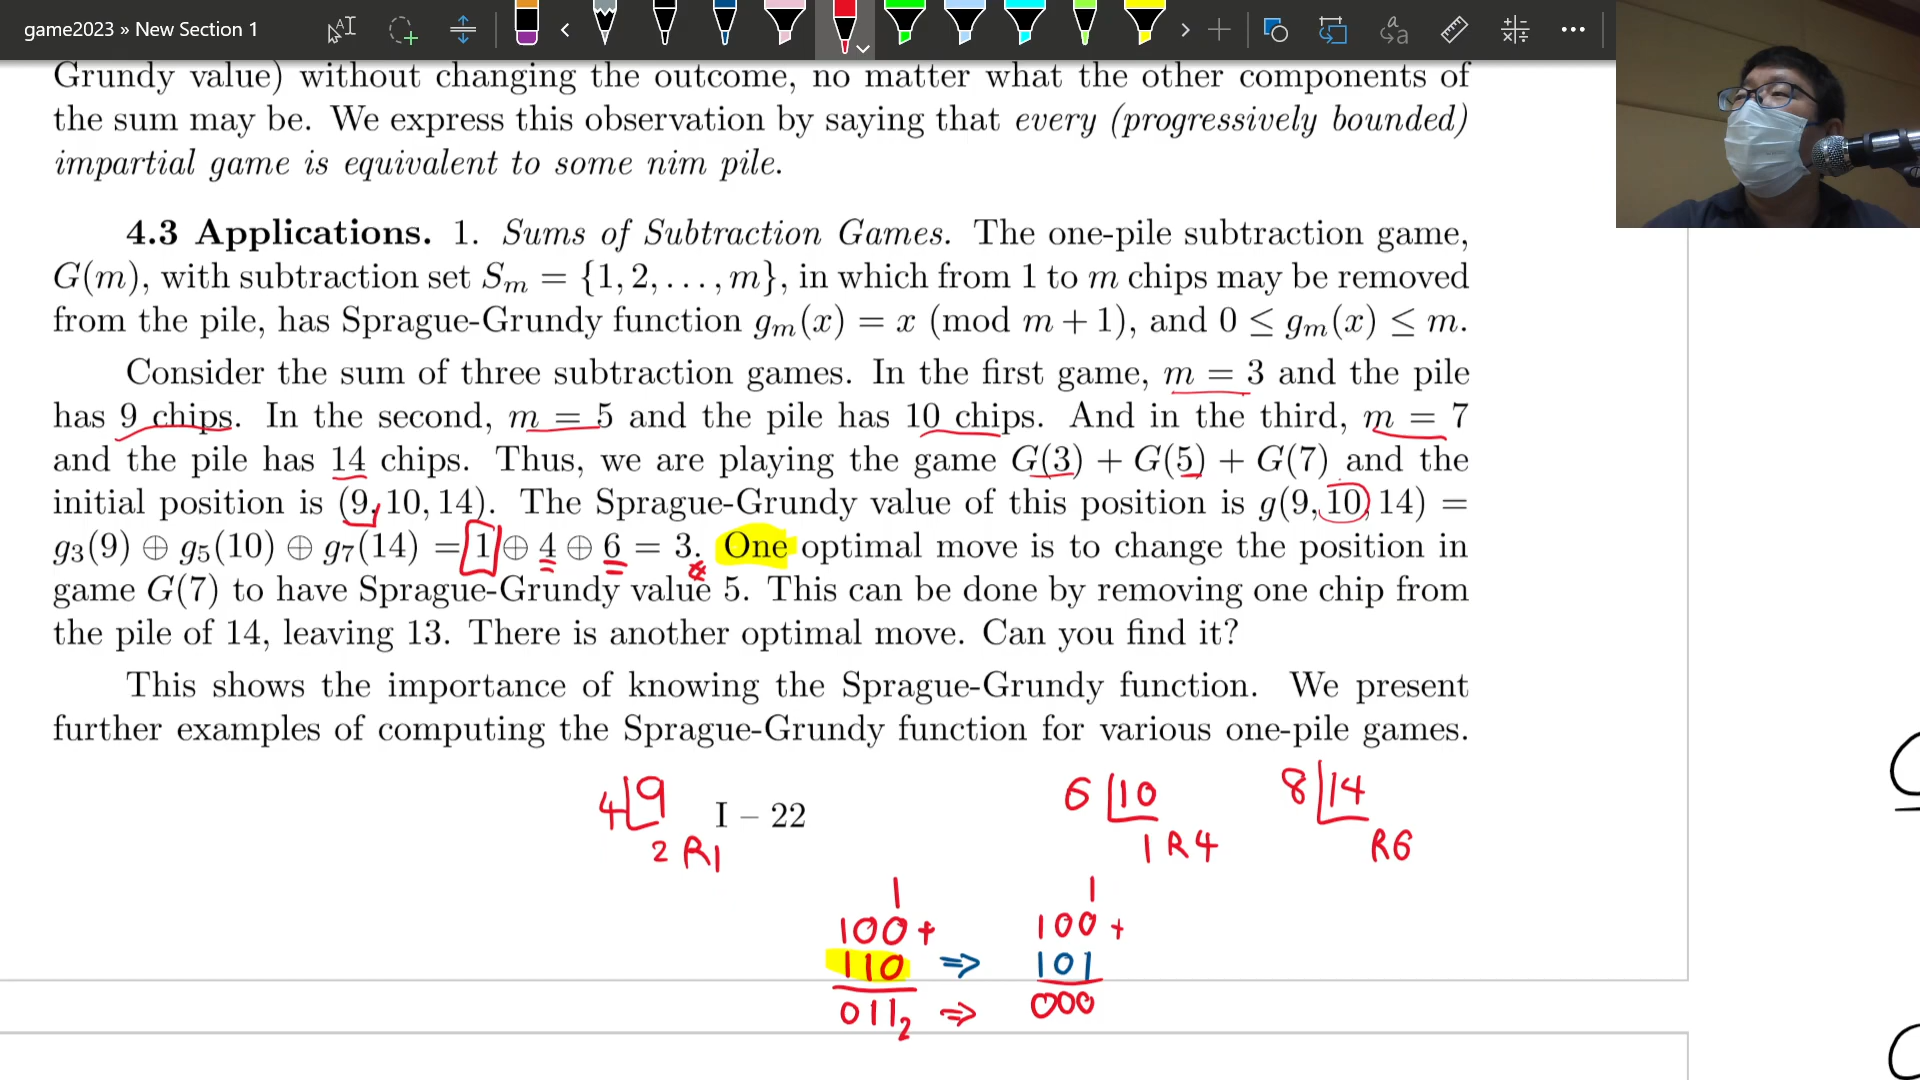 game2023 » New Section 1
Grundy value) without changing the outcome, no matter what the other components of
the sum may be. We express this observation by saying that every (progressively bounded)
impartial game is equivalent to some nim pile.
4.3 Applications. 1. Sums of Subtraction Games. The one-pile subtraction game,
G(m), with subtraction set Sₘ = {1, 2, . . . , m}, in which from 1 to m chips may be removed
from the pile, has Sprague-Grundy function gₘ(x) = x (mod m + 1), and 0 ≤ gₘ(x) ≤ m.
Consider the sum of three subtraction games. In the first game, m = 3 and the pile
has 9 chips. In the second, m = 5 and the pile has 10 chips. And in the third, m = 7
and the pile has 14 chips. Thus, we are playing the game G(3) + G(5) + G(7) and the
initial position is (9, 10, 14). The Sprague-Grundy value of this position is g(9, 10, 14) =
g₃(9) ⊕ g₅(10) ⊕ g₇(14) = 1 ⊕ 4 ⊕ 6 = 3. One optimal move is to change the position in
game G(7) to have Sprague-Grundy value 5. This can be done by removing one chip from
the pile of 14, leaving 13. There is another optimal move. Can you find it?
This shows the importance of knowing the Sprague-Grundy function. We present
further examples of computing the Sprague-Grundy function for various one-pile games.
4 9 I – 22 6 10 8 14
2 R1 1 R4 R6
1 1
100 + 100 +
110 ⇒ 101
011₂ ⇒ 000